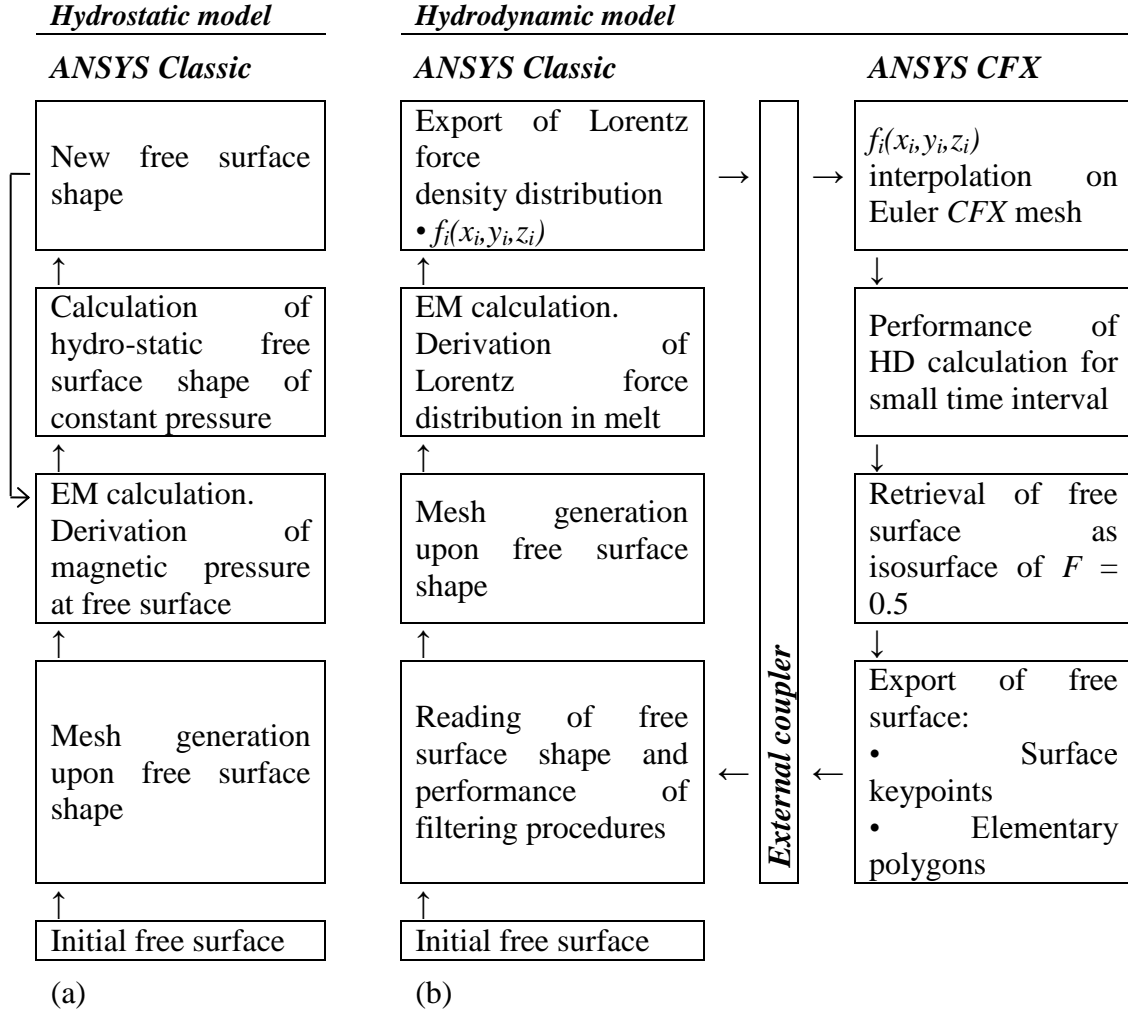 Hydrostatic model
ANSYS Classic
New free surface
shape
↑
Calculation of
hydro-static free
surface shape of
constant pressure
↑
EM calculation.
Derivation of
magnetic pressure
at free surface
↑
Mesh generation
upon free surface
shape
↑
Initial free surface
(a)
Hydrodynamic model
ANSYS Classic
Export of Lorentz
force
density distribution
• fi(xi,yi,zi)
↑
EM calculation.
Derivation of
Lorentz force
distribution in melt
↑
Mesh generation
upon free surface
shape
↑
Reading of free
surface shape and
performance of
filtering procedures
↑
Initial free surface
(b)
→
←
External coupler
→
←
ANSYS CFX
fi(xi,yi,zi)
interpolation on
Euler CFX mesh
↓
Performance of
HD calculation for
small time interval
↓
Retrieval of free
surface as
isosurface of F =
0.5
↓
Export of free
surface:
• Surface
keypoints
• Elementary
polygons